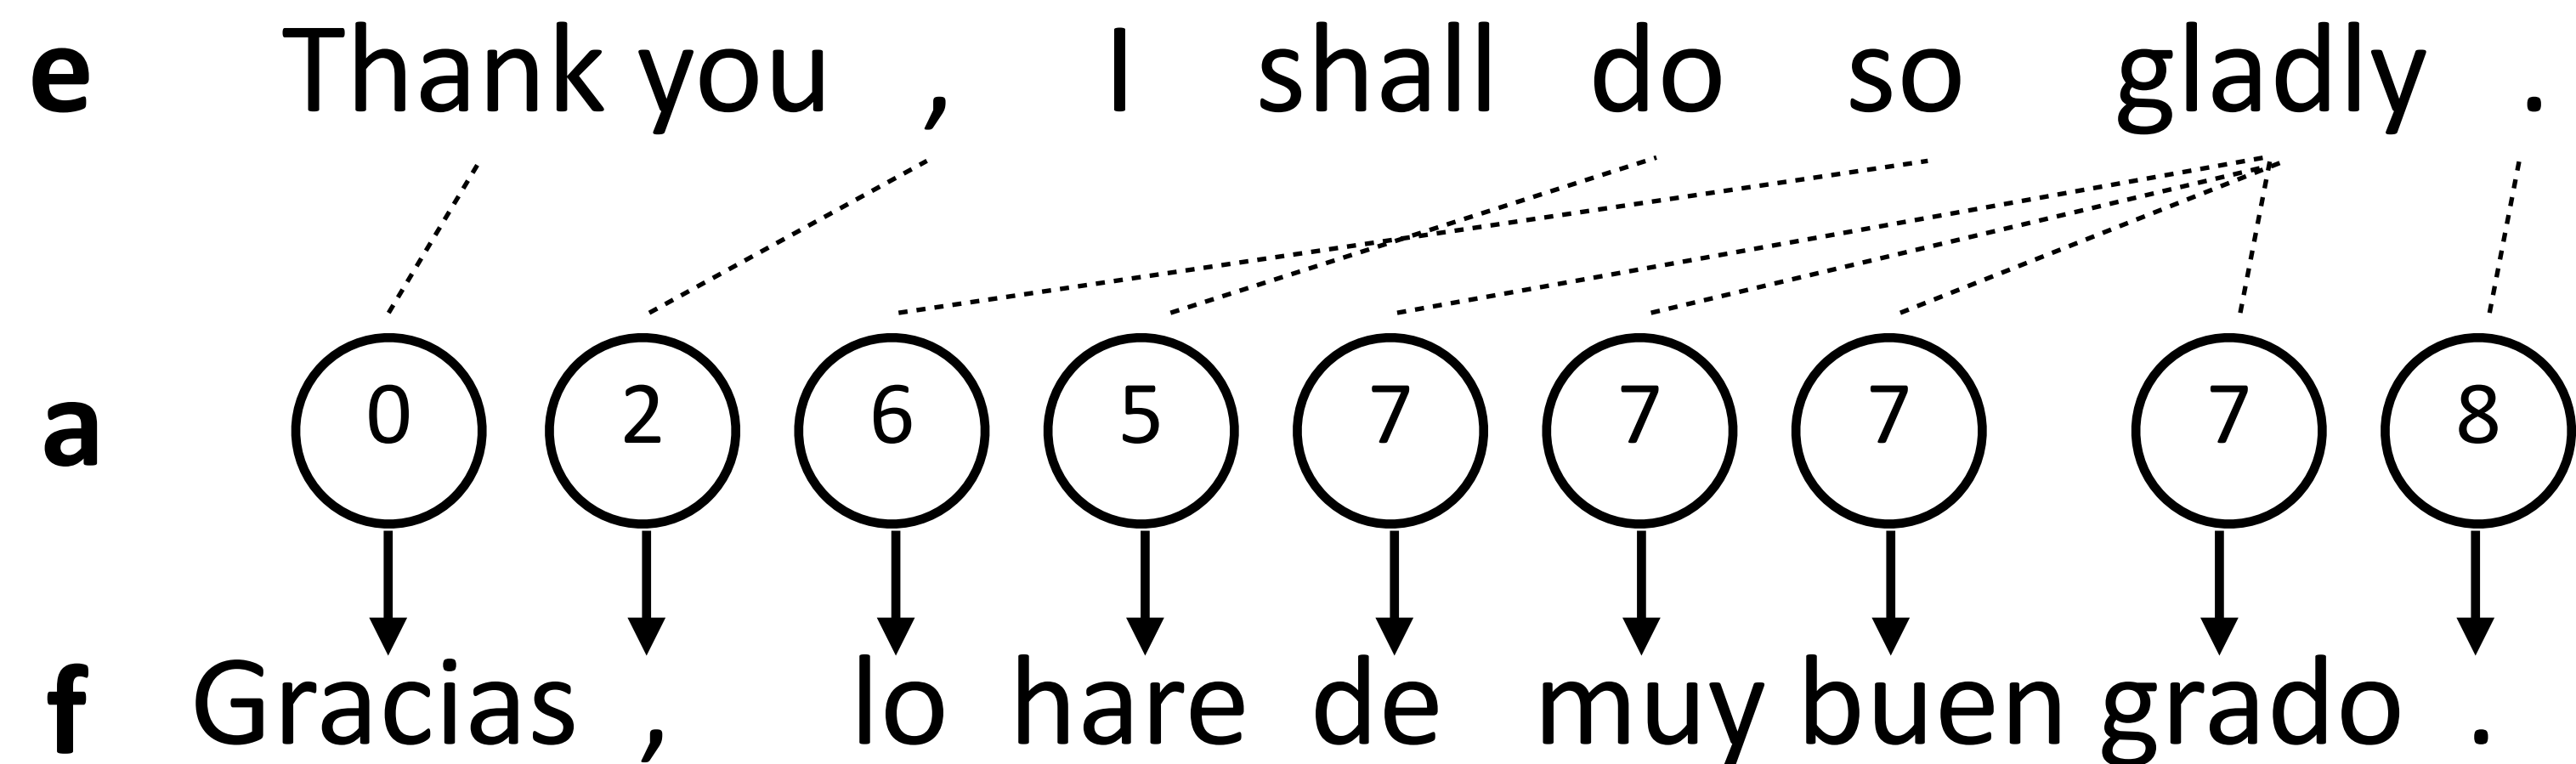 e Thank you , I shall do so gladly .
a 0 2 6 5 7 7 7 7 8
f Gracias , lo hare de muy buen grado .